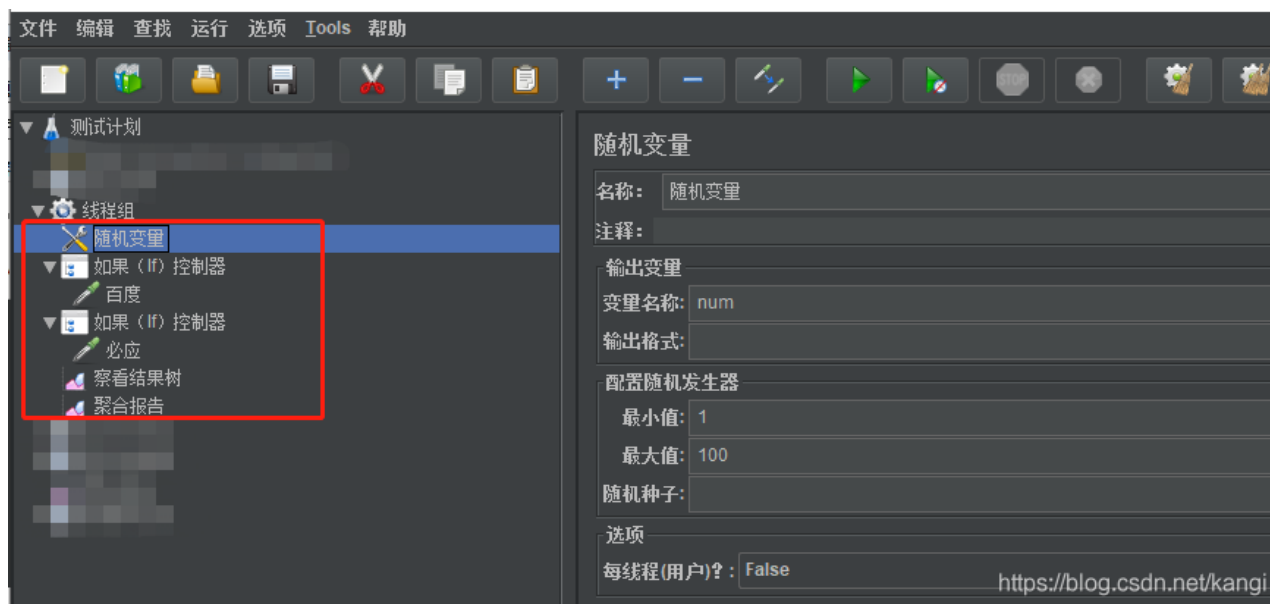 文件 编辑 查找 运行 选项 Tools 帮助
STOP
测试计划
线程组
随机变量
如果（If）控制器
百度
如果（If）控制器
必应
察看结果树
聚合报告
随机变量
名称： 随机变量
注释：
输出变量
变量名称: num
输出格式:
配置随机发生器
最小值: 1
最大值: 100
随机种子:
选项
每线程(用户)？: False
https://blog.csdn.net/kangi